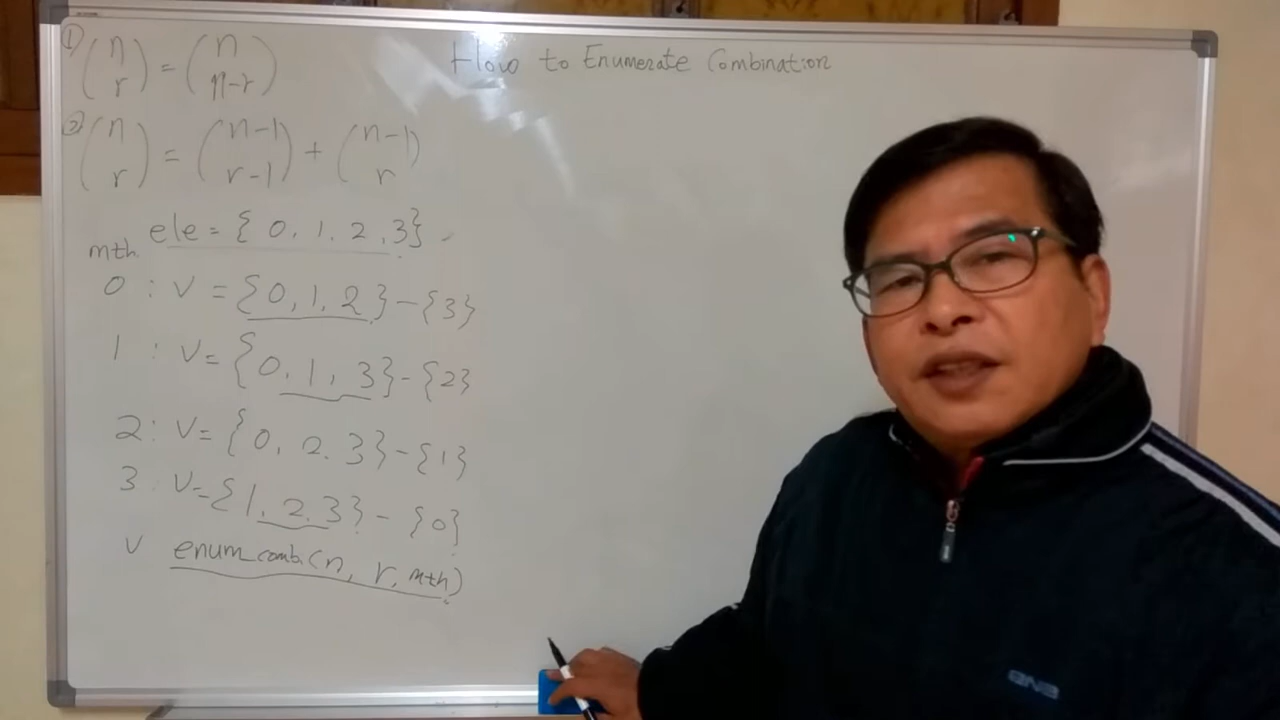 How to Enumerate Combination
① (n r) = (n n-r)
② (n r) = (n-1 r-1) + (n-1 r)
ele = { 0, 1, 2, 3}
mth
0 : V = {0, 1, 2} - {3}
1 : V = {0, 1, 3} - {2}
2 : V = {0, 2, 3} - {1}
3 : V = {1, 2, 3} - {0}
V enum_comb(n, r, mth)